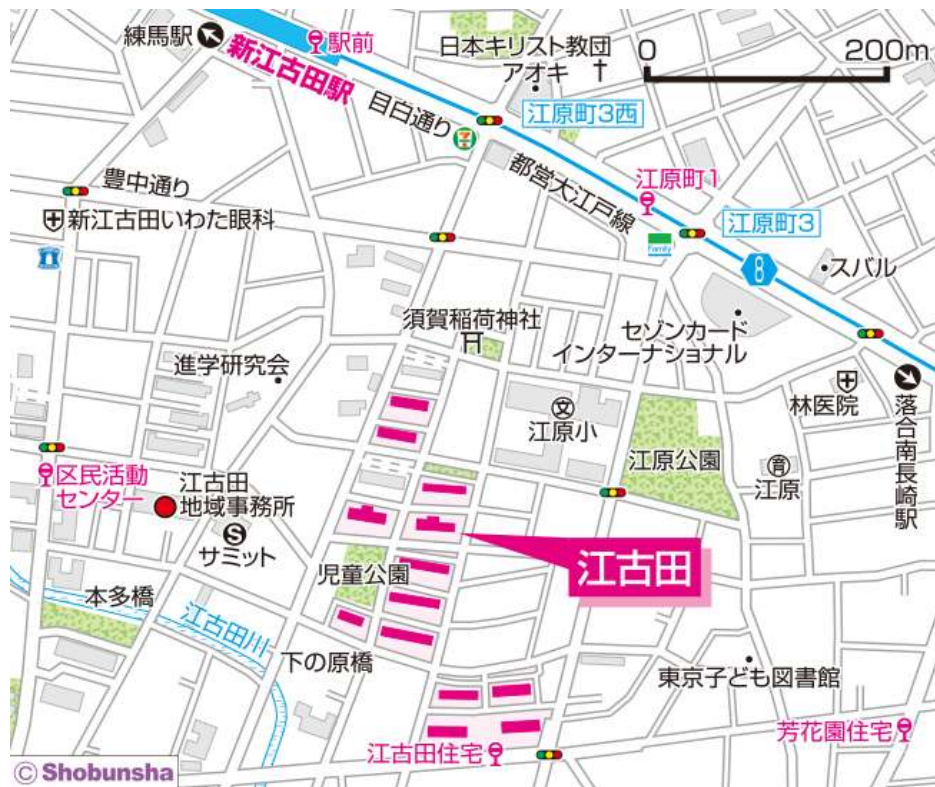 練馬駅
駅前
新江古田駅
日本キリスト教団
アオキ
0
200m
目白通り
江原町3西
豊中通り
都営大江戸線
江原町1
新江古田いわた眼科
江原町3
Family
8
スバル
須賀稲荷神社
セゾンカード
インターナショナル
進学研究会
文
江原小
林医院
落合南長崎駅
江原公園
育
江原
区民活動
センター
江古田
地域事務所
S
サミット
江古田
児童公園
本多橋
江古田川
下の原橋
東京子ども図書館
江古田住宅
芳花園住宅
© Shobunsha